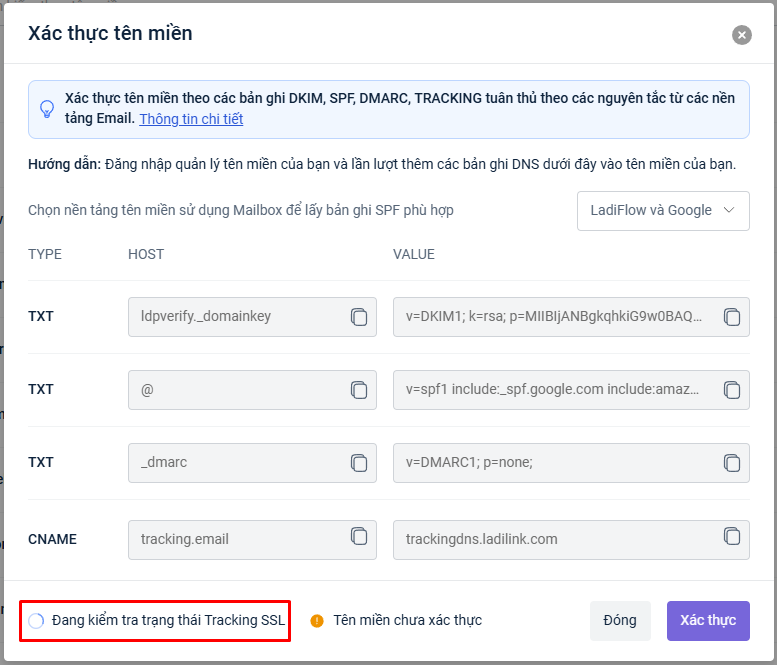 Xác thực tên miền
Xác thực tên miền theo các bản ghi DKIM, SPF, DMARC, TRACKING tuân thủ theo các nguyên tắc từ các nền
tảng Email. Thông tin chi tiết
Hướng dẫn: Đăng nhập quản lý tên miền của bạn và lần lượt thêm các bản ghi DNS dưới đây vào tên miền của bạn.
Chọn nền tảng tên miền sử dụng Mailbox để lấy bản ghi SPF phù hợp LadiFlow và Google
TYPE HOST VALUE
TXT ldpverify._domainkey v=DKIM1; k=rsa; p=MIIBIjANBgkqhkiG9w0BAQ...
TXT @ v=spf1 include:_spf.google.com include:amaz...
TXT _dmarc v=DMARC1; p=none;
CNAME tracking.email trackingdns.ladilink.com
Đang kiểm tra trạng thái Tracking SSL Tên miền chưa xác thực Đóng Xác thực